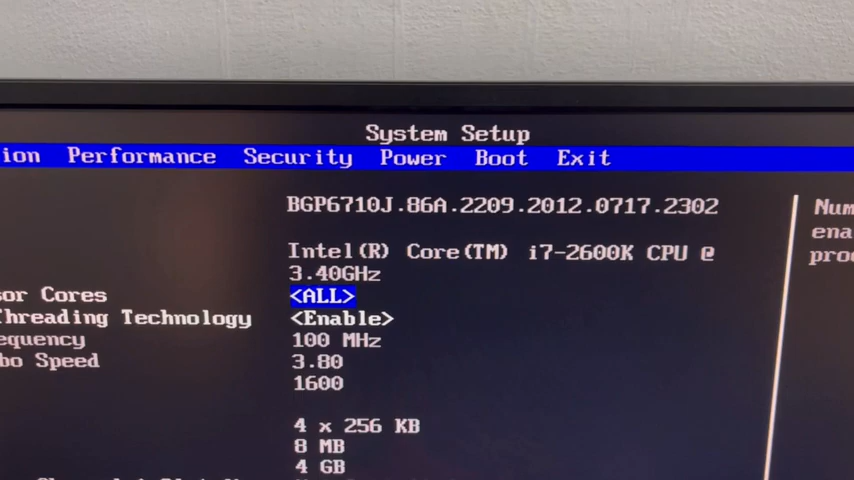 System Setup
ion Performance Security Power Boot Exit
BGP6710J.86A.2209.2012.0717.2302 Num
ena
Intel(R) Core(TM) i7-2600K CPU @ proc
3.40GHz
sor Cores <ALL>
Threading Technology <Enable>
equency 100 MHz
bo Speed 3.80
1600
4 x 256 KB
8 MB
4 GB